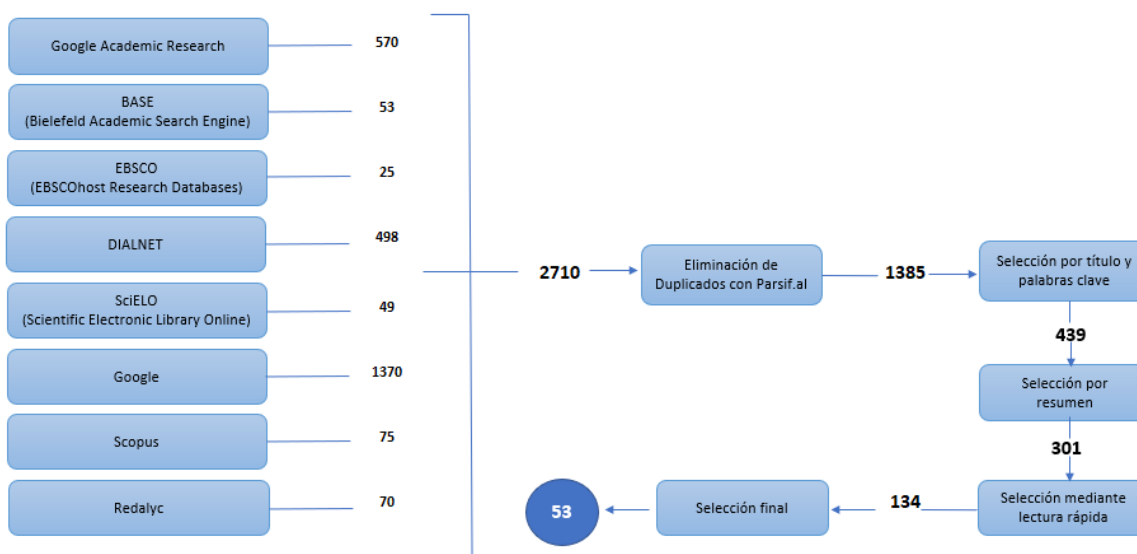 Google Academic Research
570
BASE
(Bielefeld Academic Search Engine)
53
EBSCO
(EBSCOhost Research Databases)
25
DIALNET
498
SciELO
(Scientific Electronic Library Online)
49
Google
1370
Scopus
75
Redalyc
70
2710
Eliminación de
Duplicados con Parsif.al
1385
Selección por título y
palabras clave
439
Selección por
resumen
301
Selección mediante
lectura rápida
134
Selección final
53